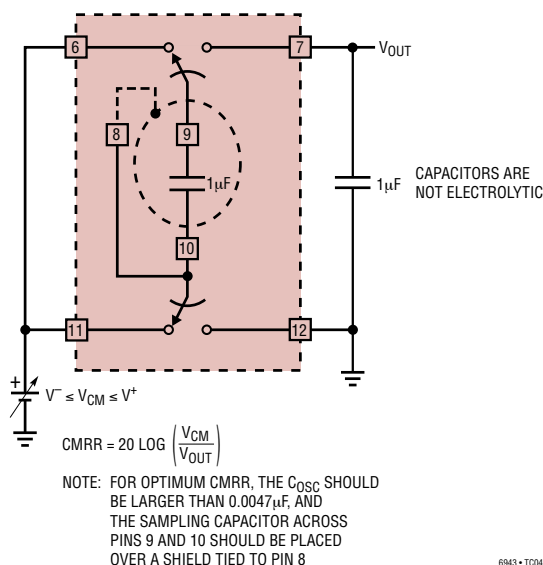 6
7
V_OUT
8
9
1µF
1µF
CAPACITORS ARE
NOT ELECTROLYTIC
10
11
12
+
V⁻ ≤ V_CM ≤ V⁺
CMRR = 20 LOG (V_CM / V_OUT)
NOTE: FOR OPTIMUM CMRR, THE C_OSC SHOULD
BE LARGER THAN 0.0047µF, AND
THE SAMPLING CAPACITOR ACROSS
PINS 9 AND 10 SHOULD BE PLACED
OVER A SHIELD TIED TO PIN 8
6943 • TC04